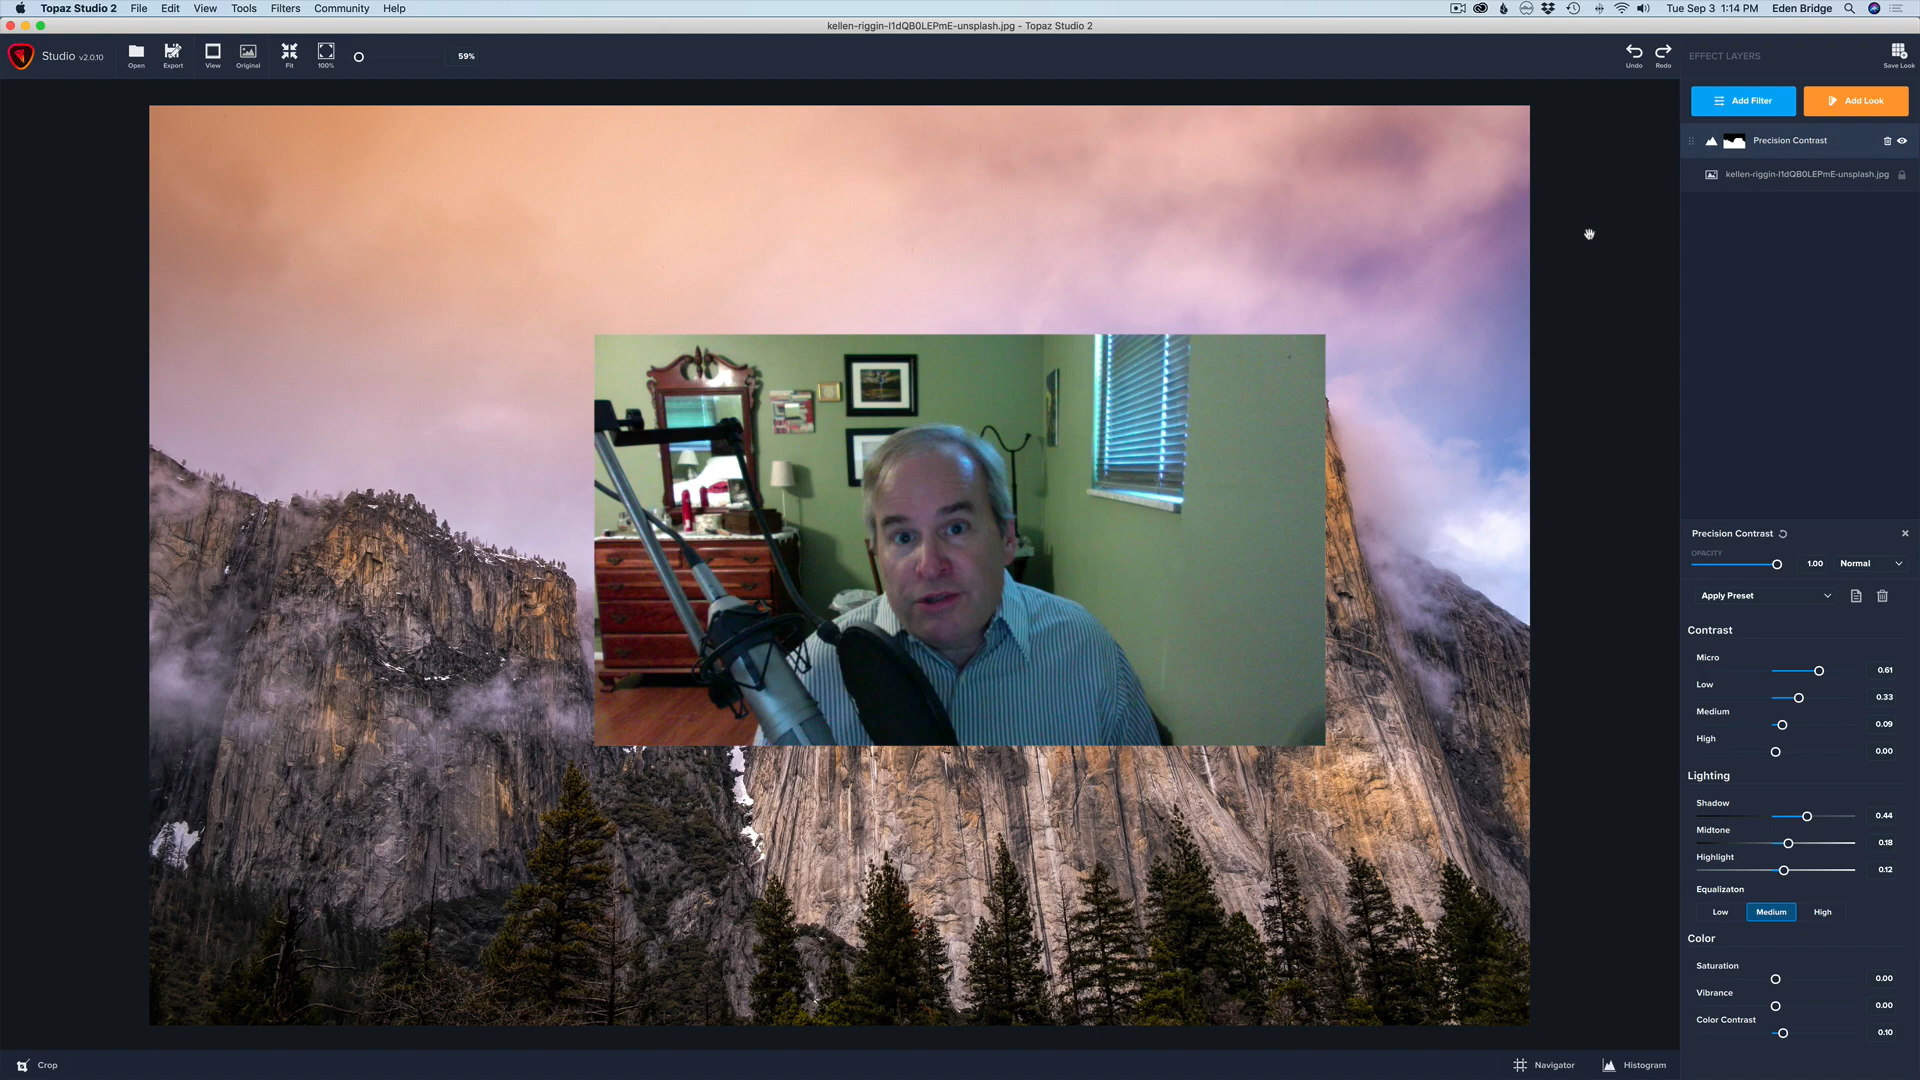 Topaz Studio 2 File Edit View Tools Filters Community Help Tue Sep 3 1:14 PM Eden Bridge
kellen-riggin-I1dQB0LEPmE-unsplash.jpg - Topaz Studio 2
Studio v2.0.10 Open Export View Original Fit 100% 59% Undo Redo EFFECT LAYERS Save Look
Add Filter Add Look
Precision Contrast
kellen-riggin-I1dQB0LEPmE-unsplash.jpg
Precision Contrast
OPACITY
1.00 Normal
Apply Preset
Contrast
Micro
0.61
Low
0.33
Medium
0.09
High
0.00
Lighting
Shadow
0.44
Midtone
0.18
Highlight
0.12
Equalizaton
Low Medium High
Color
Saturation
0.00
Vibrance
0.00
Color Contrast
0.10
Crop Navigator Histogram